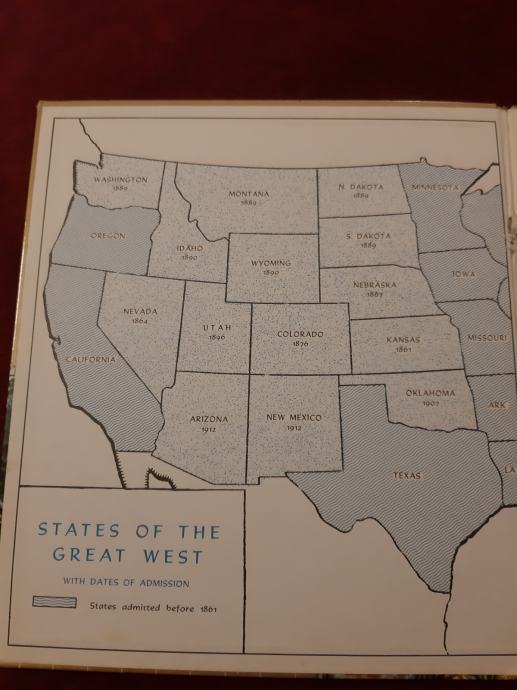 WASHINGTON
1889
MONTANA
1889
N. DAKOTA
1889
MINNESOTA
OREGON
IDAHO
1890
S. DAKOTA
1889
WYOMING
1890
IOWA
NEBRASKA
1867
NEVADA
1864
UTAH
1896
COLORADO
1876
KANSAS
1861
MISSOURI
CALIFORNIA
OKLAHOMA
1907
ARK
ARIZONA
1912
NEW MEXICO
1912
TEXAS
LA
STATES OF THE
GREAT WEST
WITH DATES OF ADMISSION
States admitted before 1861